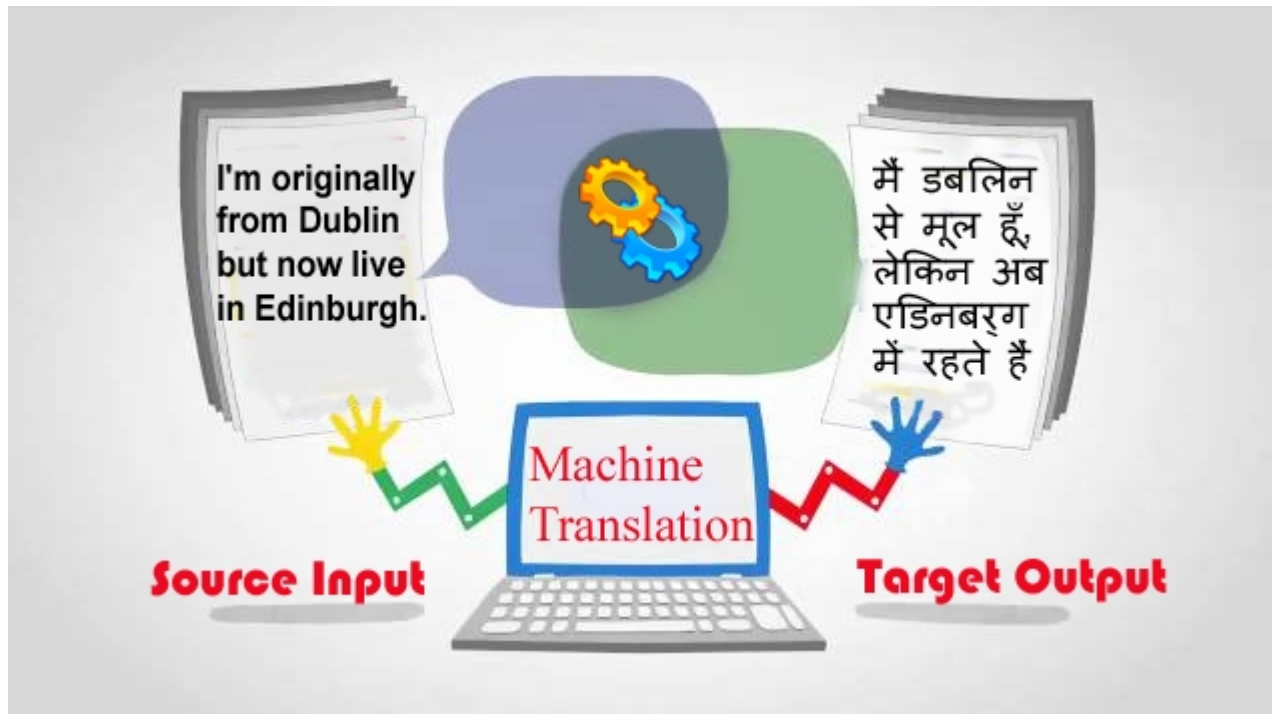 I'm originally
from Dublin
but now live
in Edinburgh.
मैं डबलिन
से मूल हूँ,
लेकिन अब
एडिनबर्ग
में रहते हैं
Machine
Translation
Source Input
Target Output